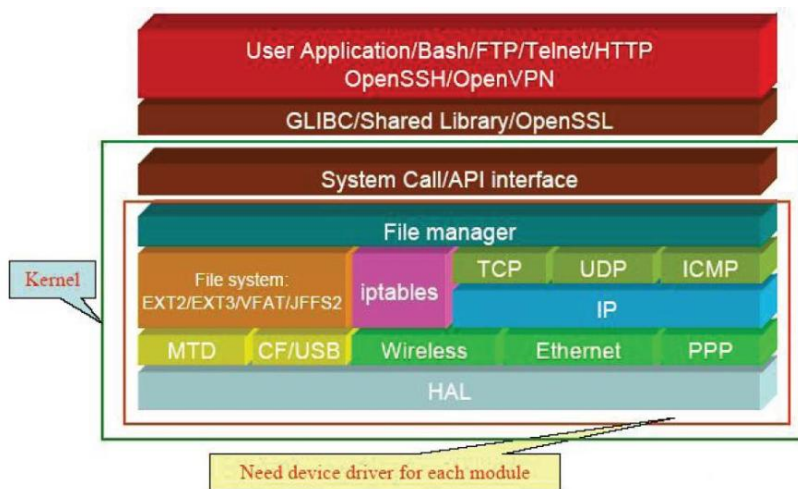 User Application/Bash/FTP/Telnet/HTTP
OpenSSH/OpenVPN
GLIBC/Shared Library/OpenSSL
System Call/API interface
File manager
Kernel
File system:
EXT2/EXT3/VFAT/JFFS2
iptables
TCP
UDP
ICMP
IP
MTD
CF/USB
Wireless
Ethernet
PPP
HAL
Need device driver for each module